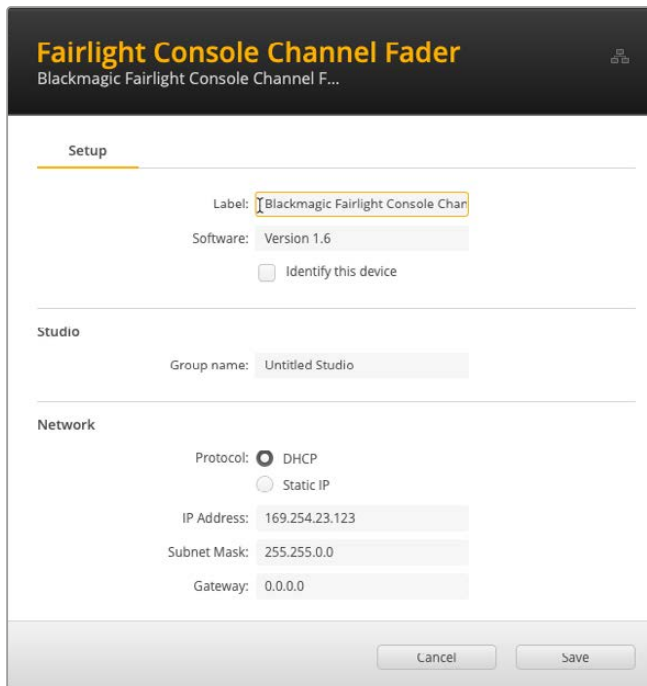 Fairlight Console Channel Fader
Blackmagic Fairlight Console Channel F...
Setup
Label: Blackmagic Fairlight Console Chan
Software: Version 1.6
Identify this device
Studio
Group name: Untitled Studio
Network
Protocol: DHCP
Static IP
IP Address: 169.254.23.123
Subnet Mask: 255.255.0.0
Gateway: 0.0.0.0
Cancel Save